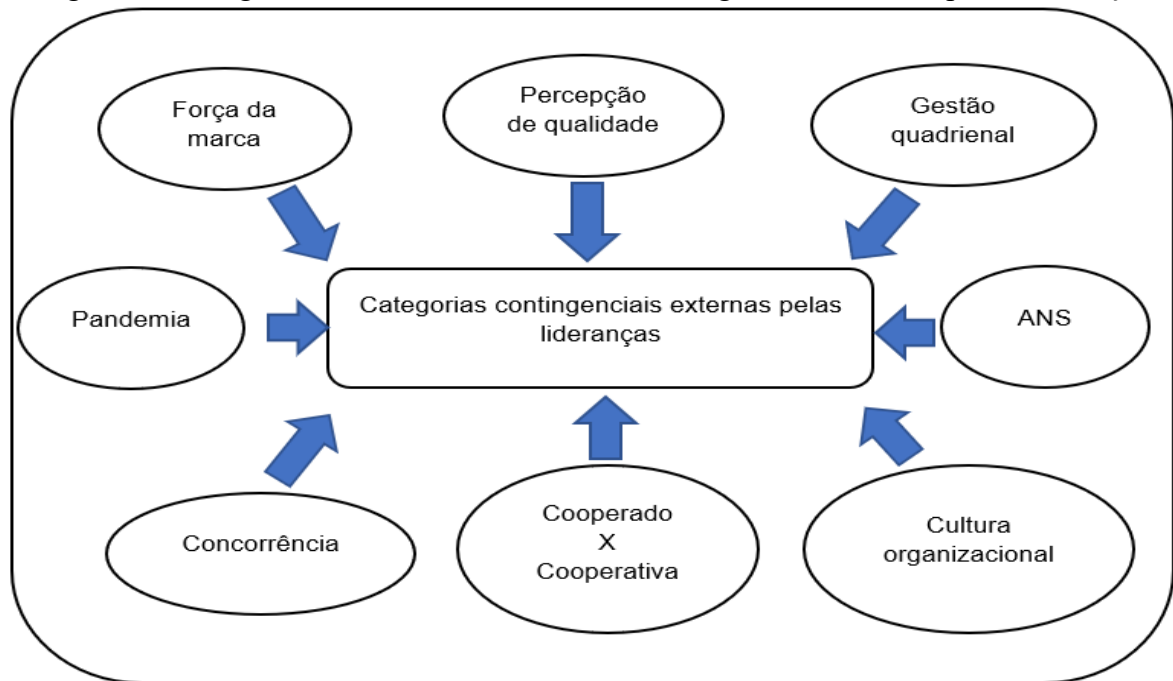 Força da
marca
Percepção
de qualidade
Gestão
quadrienal
Pandemia
Categorias contingenciais externas pelas
lideranças
ANS
Concorrência
Cooperado
X
Cooperativa
Cultura
organizacional